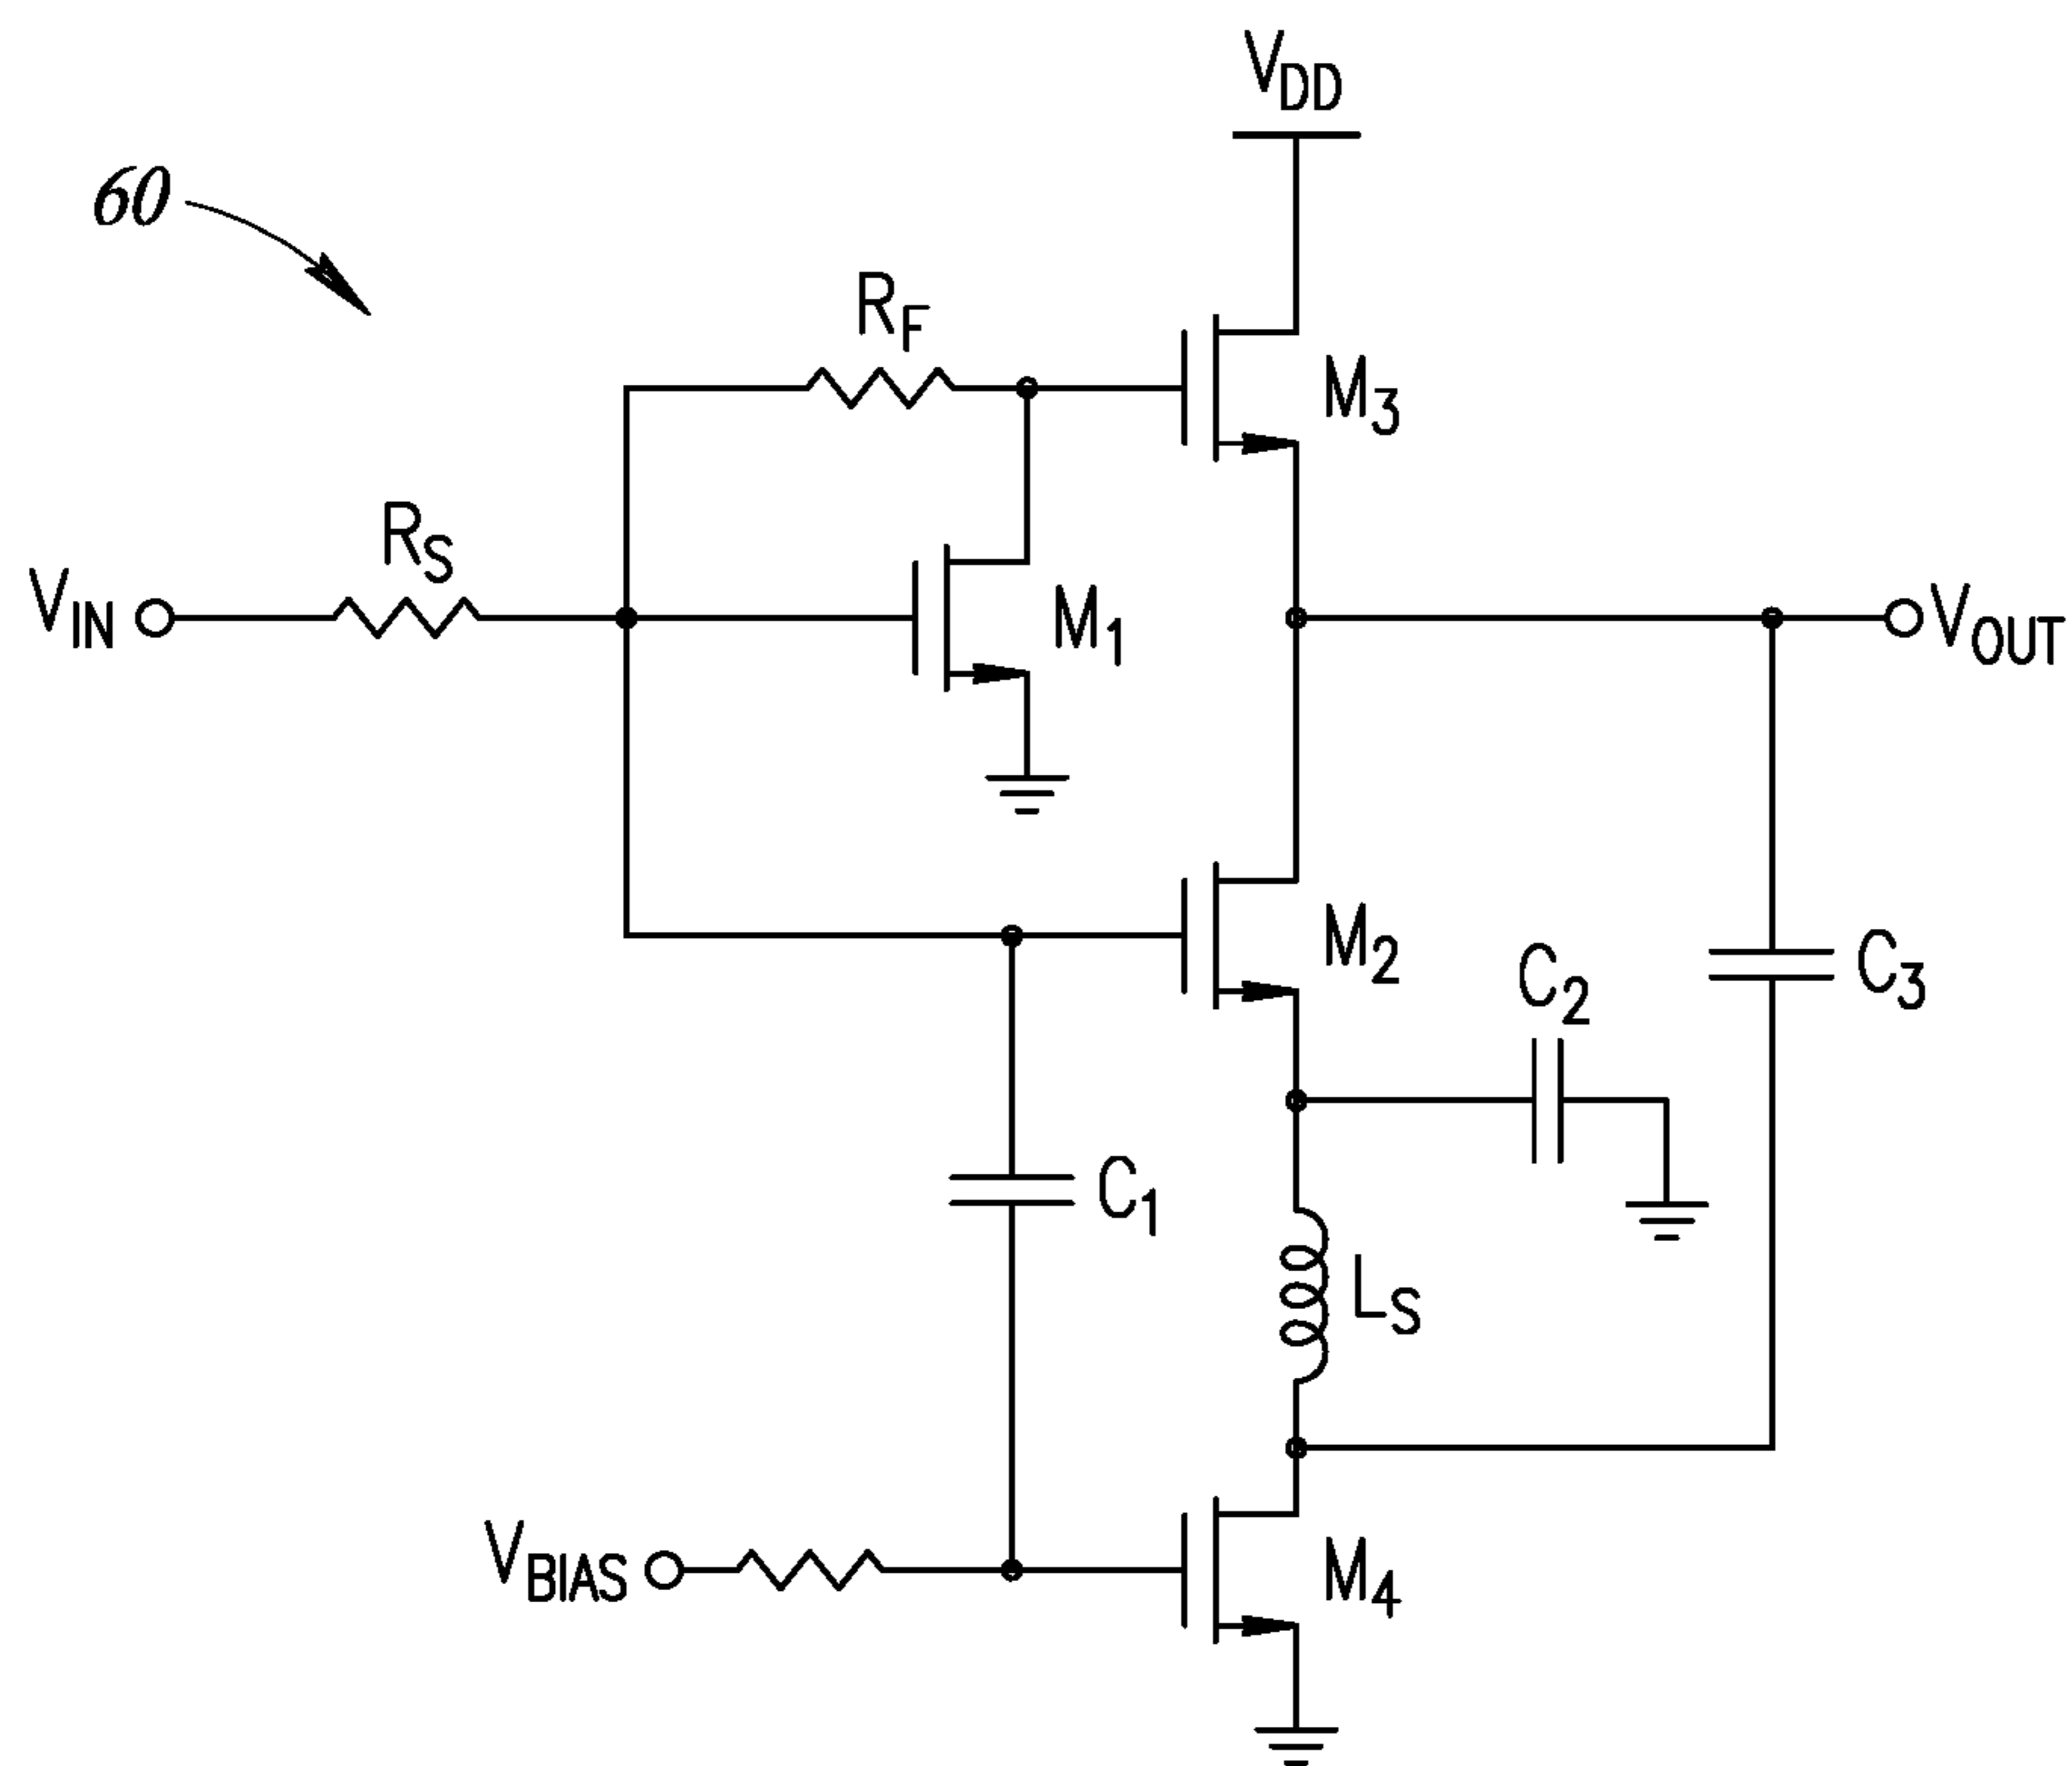 V_DD
60
R_F
M_3
R_S
V_IN
M_1
V_OUT
M_2
C_2
C_3
C_1
L_S
V_BIAS
M_4